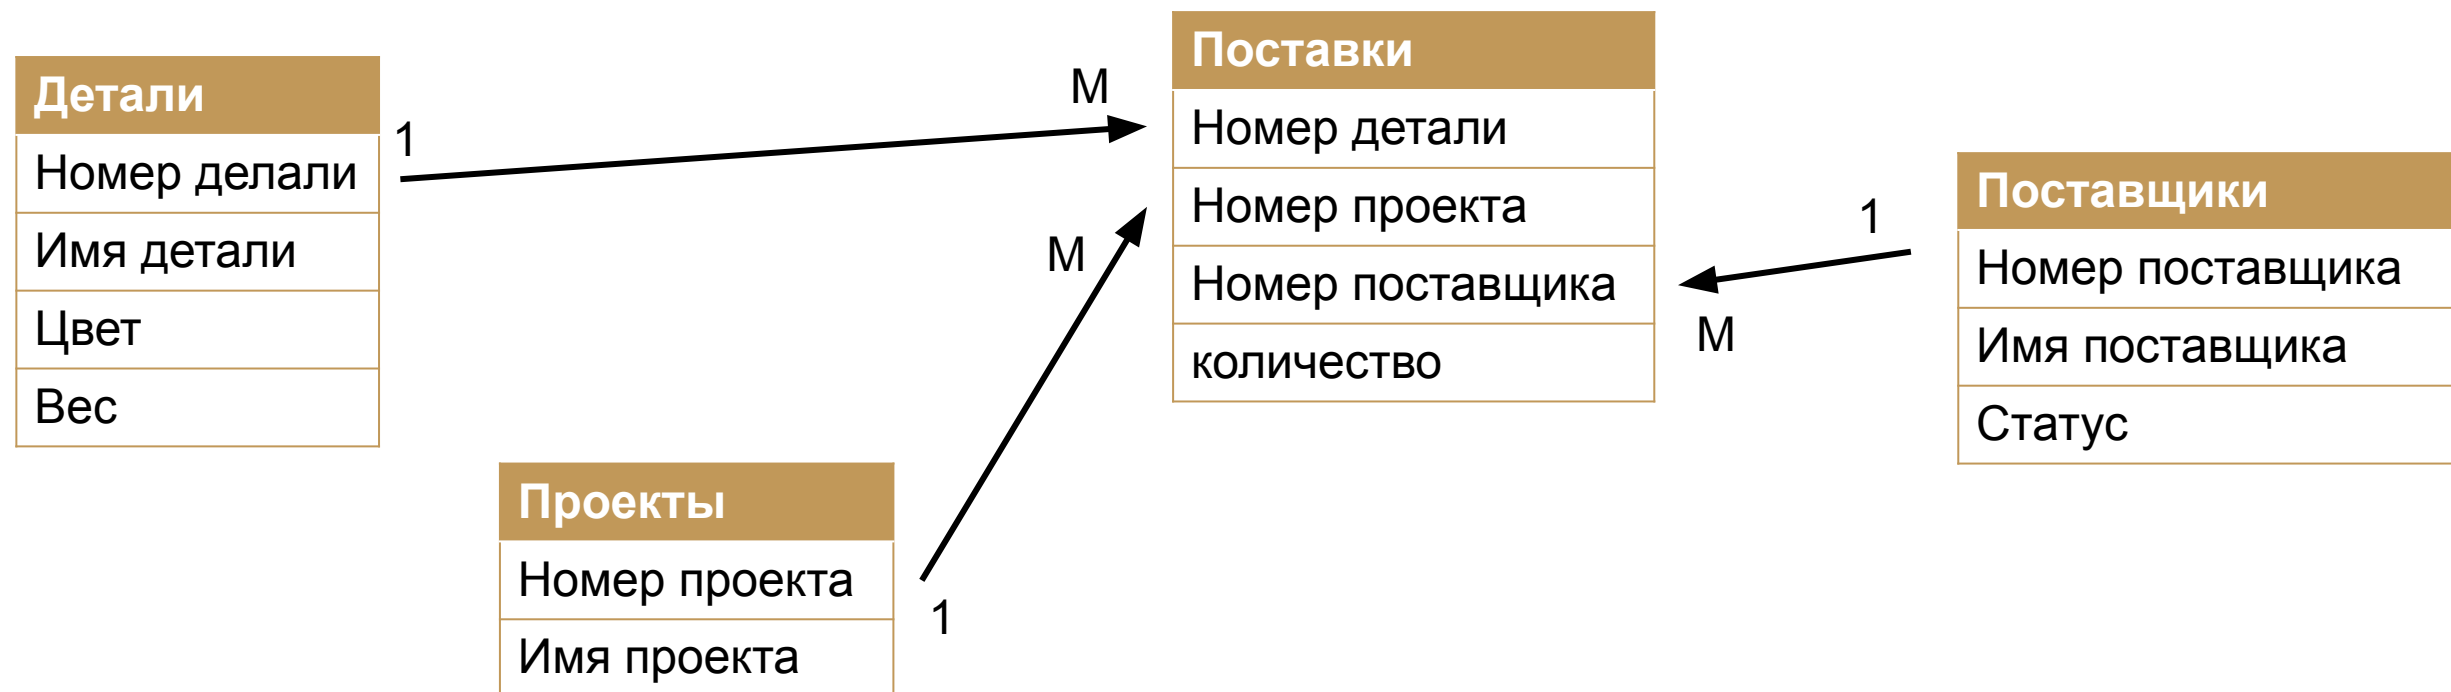 Детали
Номер делали
Имя детали
Цвет
Вес
1
М
Поставки
Номер детали
Номер проекта
Номер поставщика
количество
М
1
Проекты
Номер проекта
Имя проекта
1
М
Поставщики
Номер поставщика
Имя поставщика
Статус